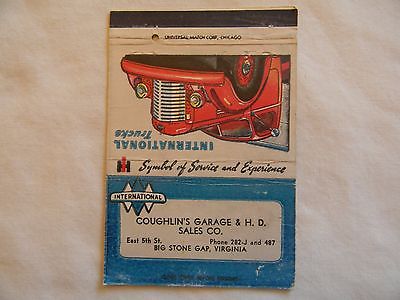 UNIVERSAL MATCH CORP., CHICAGO
INTERNATIONAL
Trucks
IH Symbol of Service and Experience
INTERNATIONAL
COUGHLIN'S GARAGE & H. D.
SALES CO.
East 5th St. Phone 282-J and 487
BIG STONE GAP, VIRGINIA